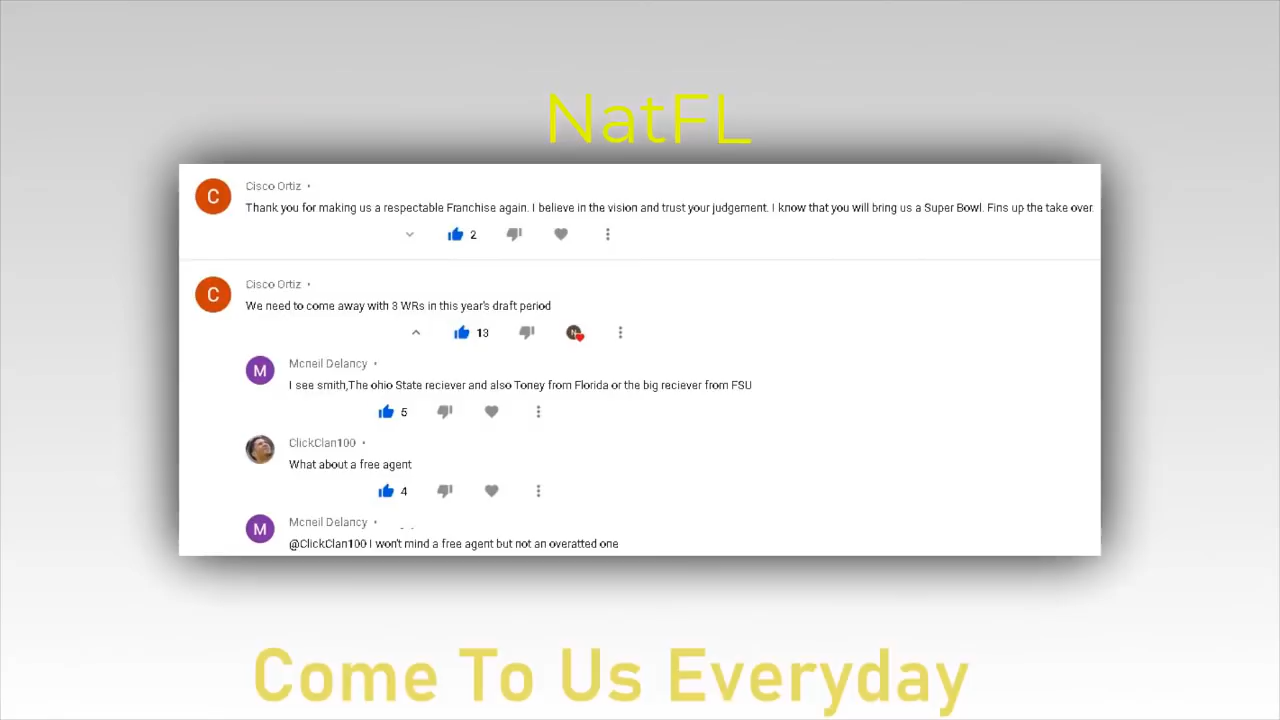 NatFL
C
Cisco Ortiz •
Thank you for making us a respectable Franchise again. I believe in the vision and trust your judgement. I know that you will bring us a Super Bowl. Fins up the take over.
2
C
Cisco Ortiz •
We need to come away with 3 WRs in this year's draft period
13
M
Mcneil Delancy •
I see smith,The ohio State reciever and also Toney from Florida or the big reciever from FSU
5
ClickClan100 •
What about a free agent
4
M
Mcneil Delancy •
@ClickClan100 I won't mind a free agent but not an overatted one
Come To Us Everyday